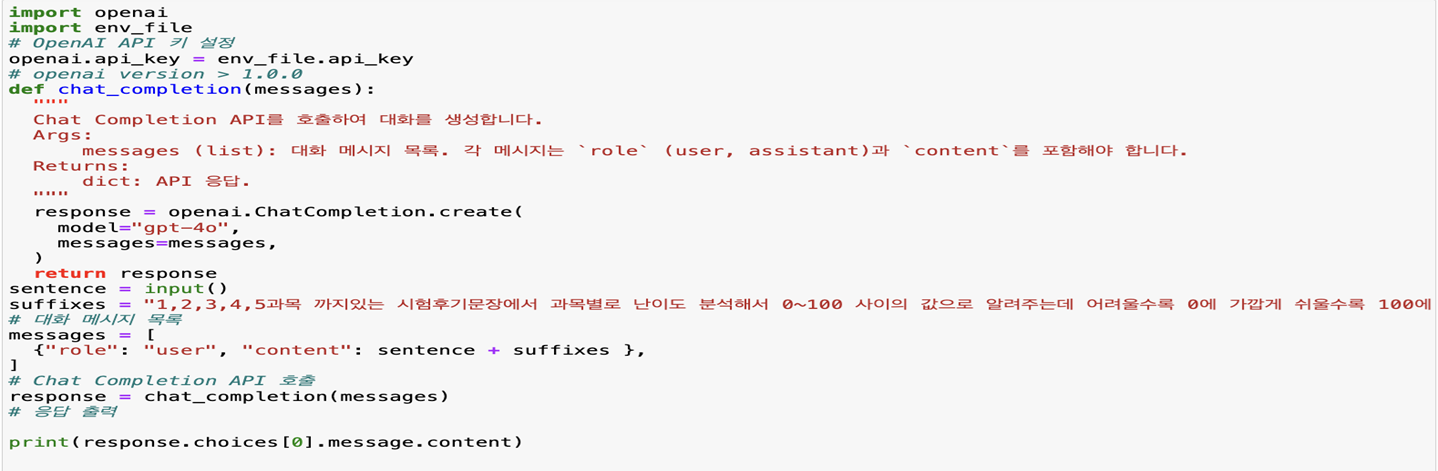 import openai
import env_file
# OpenAI API 키 설정
openai.api_key = env_file.api_key
# openai version > 1.0.0
def chat_completion(messages):
  """
  Chat Completion API를 호출하여 대화를 생성합니다.
  Args:
      messages (list): 대화 메시지 목록. 각 메시지는 `role` (user, assistant)과 `content`를 포함해야 합니다.
  Returns:
      dict: API 응답.
  """
  response = openai.ChatCompletion.create(
    model="gpt-4o",
    messages=messages,
  )
  return response
sentence = input()
suffixes = "1,2,3,4,5과목 까지있는 시험후기문장에서 과목별로 난이도 분석해서 0~100 사이의 값으로 알려주는데 어려울수록 0에 가깝게 쉬울수록 100에
# 대화 메시지 목록
messages = [
  {"role": "user", "content": sentence + suffixes },
]
# Chat Completion API 호출
response = chat_completion(messages)
# 응답 출력
print(response.choices[0].message.content)